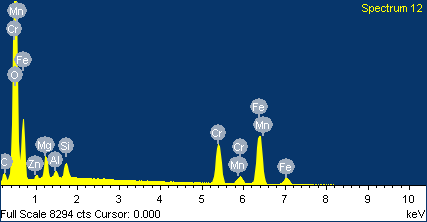 Spectrum 12
Mn
Cr
Fe
O
C
Zn
Mg
Al
Si
Cr
Cr
Mn
Fe
Mn
Fe
1 2 3 4 5 6 7 8 9 10
Full Scale 8294 cts Cursor: 0.000 keV